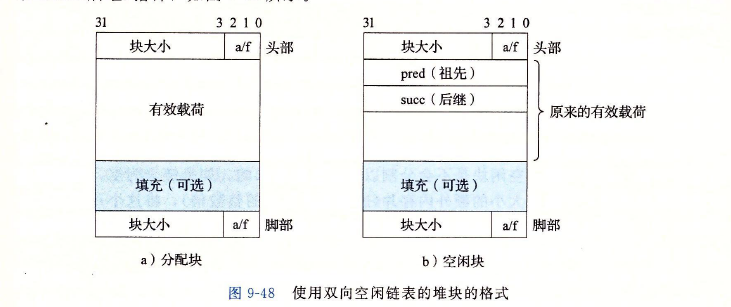 31 3 2 1 0 31 3 2 1 0
块大小 a/f 头部 块大小 a/f 头部
pred（祖先）
succ（后继）
有效载荷 原来的有效载荷
填充（可选） 填充（可选）
块大小 a/f 脚部 块大小 a/f 脚部
a）分配块 b）空闲块
图 9-48 使用双向空闲链表的堆块的格式